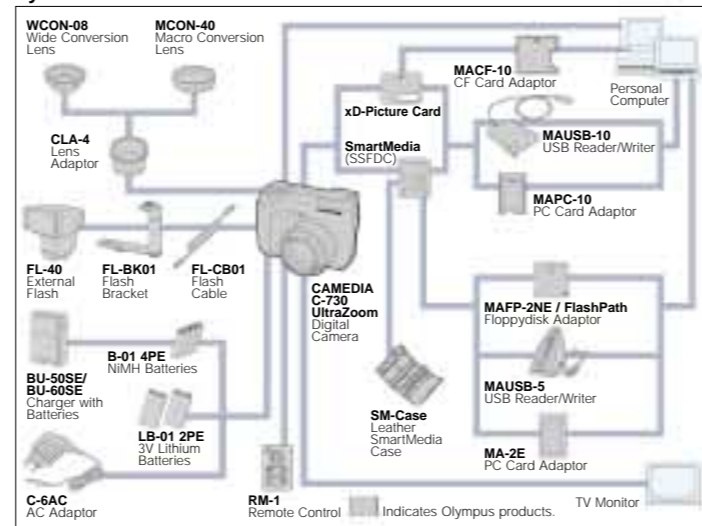 WCON-08
Wide Conversion
Lens
MCON-40
Macro Conversion
Lens
MACF-10
CF Card Adaptor
Personal
Computer
xD-Picture Card
SmartMedia
(SSFDC)
MAUSB-10
USB Reader/Writer
MAPC-10
PC Card Adaptor
CLA-4
Lens
Adaptor
FL-40
External
Flash
FL-BK01
Flash
Bracket
FL-CB01
Flash
Cable
CAMEDIA
C-730
UltraZoom
Digital
Camera
MAFP-2NE / FlashPath
Floppydisk Adaptor
MAUSB-5
USB Reader/Writer
MA-2E
PC Card Adaptor
B-01 4PE
NiMH Batteries
BU-50SE/
BU-60SE
Charger with
Batteries
LB-01 2PE
3V Lithium
Batteries
SM-Case
Leather
SmartMedia
Case
C-6AC
AC Adaptor
RM-1
Remote Control
Indicates Olympus products.
TV Monitor